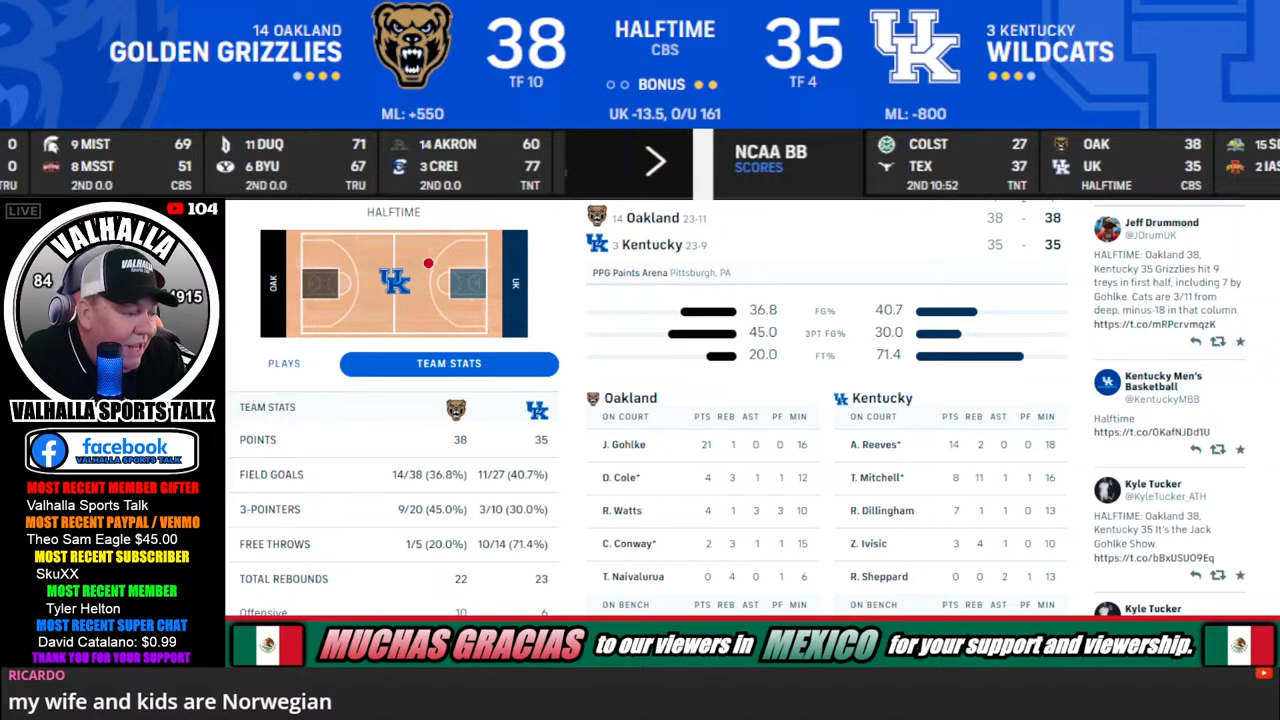 14 OAKLAND
GOLDEN GRIZZLIES
38
TF 10
ML: +550
HALFTIME
CBS
BONUS
UK -13.5, O/U 161
35
TF 4
UK
3 KENTUCKY
WILDCATS
ML: -800
0
0
TRU
9 MIST 69
8 MSST 51
2ND 0.0 CBS
11 DUQ 71
6 BYU 67
2ND 0.0 TRU
14 AKRON 60
3 CREI 77
2ND 0.0 TNT
NCAA BB
SCORES
COLST 27
TEX 37
2ND 10:52 TNT
OAK 38
UK 35
HALFTIME CBS
15 SD
2 IAS
LIVE
104
VALHALLA
VALHALLA
84
4915
VALHALLA SPORTS TALK
facebook
VALHALLA SPORTS TALK
MOST RECENT MEMBER GIFTER
Valhalla Sports Talk
MOST RECENT PAYPAL / VENMO
Theo Sam Eagle $45.00
MOST RECENT SUBSCRIBER
SkuXX
MOST RECENT MEMBER
Tyler Helton
MOST RECENT SUPER CHAT
David Catalano: $0.99
THANK YOU FOR YOUR SUPPORT
HALFTIME
OAK
UK
UK
PLAYS
TEAM STATS
TEAM STATS
POINTS 38 35
FIELD GOALS 14/38 (36.8%) 11/27 (40.7%)
3-POINTERS 9/20 (45.0%) 3/10 (30.0%)
FREE THROWS 1/5 (20.0%) 10/14 (71.4%)
TOTAL REBOUNDS 22 23
Offensive 10 6
14 Oakland 23-11 38 - 38
3 Kentucky 23-9 35 - 35
PPG Paints Arena Pittsburgh, PA
36.8 FG% 40.7
45.0 3PT FG% 30.0
20.0 FT% 71.4
Oakland
ON COURT PTS REB AST PF MIN
J. Gohlke 21 1 0 0 16
D. Cole* 4 3 1 1 12
R. Watts 4 1 3 3 10
C. Conway* 2 3 1 1 15
T. Naivalurua 0 4 0 1 6
ON BENCH PTS REB AST PF MIN
Kentucky
ON COURT PTS REB AST PF MIN
A. Reeves* 14 2 0 0 18
T. Mitchell* 8 11 1 1 16
R. Dillingham 7 1 1 0 13
Z. Ivisic 3 4 1 0 10
R. Sheppard 0 0 2 1 13
ON BENCH PTS REB AST PF MIN
Jeff Drummond
@JDrumUK
HALFTIME: Oakland 38,
Kentucky 35 Grizzlies hit 9
treys in first half, including 7 by
Gohlke. Cats are 3/11 from
deep, minus-18 in that column.
https://t.co/mRPcrvmqzK
Kentucky Men's
Basketball
@KentuckyMBB
Halftime
https://t.co/OKafNJDd1U
Kyle Tucker
@KyleTucker_ATH
HALFTIME: Oakland 38,
Kentucky 35 It's the Jack
Gohlke Show.
https://t.co/bBxUSUO9Eq
Kyle Tucker
MUCHAS GRACIAS to our viewers in MEXICO for your support and viewership.
RICARDO
my wife and kids are Norwegian